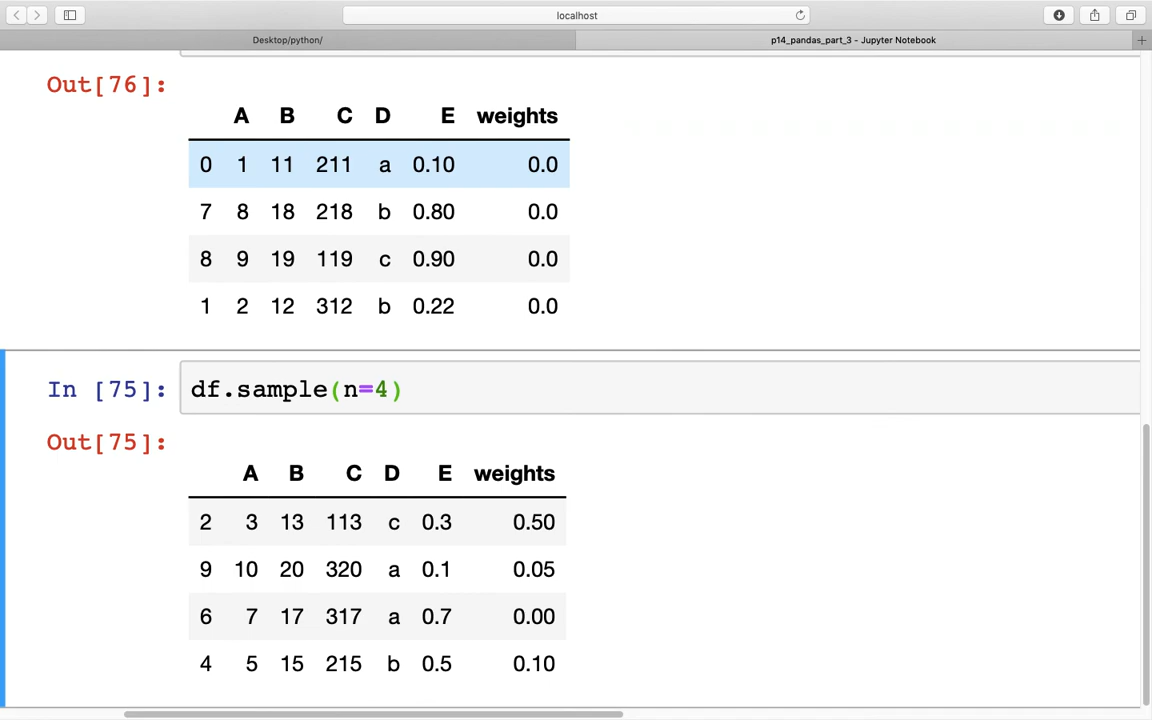 localhost
Desktop/python/
p14_pandas_part_3 - Jupyter Notebook
Out[76]:
A B C D E weights
0 1 11 211 a 0.10 0.0
7 8 18 218 b 0.80 0.0
8 9 19 119 c 0.90 0.0
1 2 12 312 b 0.22 0.0
In [75]: df.sample(n=4)
Out[75]:
A B C D E weights
2 3 13 113 c 0.3 0.50
9 10 20 320 a 0.1 0.05
6 7 17 317 a 0.7 0.00
4 5 15 215 b 0.5 0.10